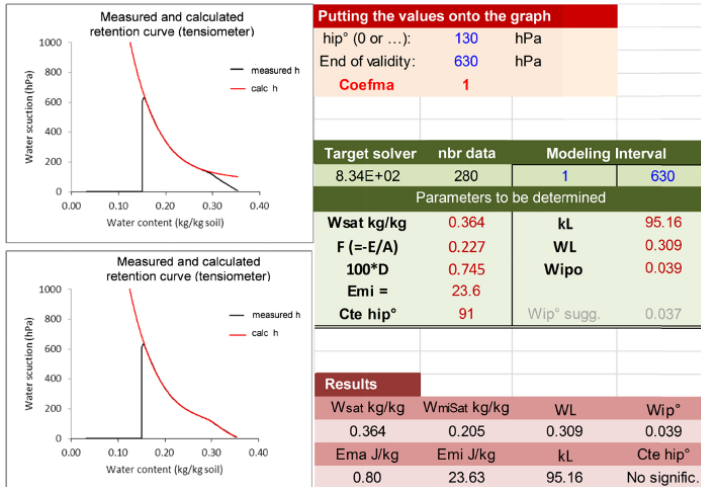 Measured and calculated
retention curve (tensiometer)
1000
800
600
400
200
0
Water scuction (hPa)
measured h
calc h
0.00 0.10 0.20 0.30 0.40
Water content (kg/kg soil)
Measured and calculated
retention curve (tensiometer)
1000
800
600
400
200
0
Water scuction (hPa)
measured h
calc h
0.00 0.10 0.20 0.30 0.40
Water content (kg/kg soil)
Putting the values onto the graph
hip° (0 or …): 130 hPa
End of validity: 630 hPa
Coefma 1
Target solver nbr data Modeling Interval
8.34E+02 280 1 630
Parameters to be determined
Wsat kg/kg 0.364 kL 95.16
F (=-E/A) 0.227 WL 0.309
100*D 0.745 Wipo 0.039
Emi = 23.6
Cte hip° 91 Wip° sugg. 0.037
Results
Wsat kg/kg WmiSat kg/kg WL Wip°
0.364 0.205 0.309 0.039
Ema J/kg Emi J/kg kL Cte hip°
0.80 23.63 95.16 No signific.